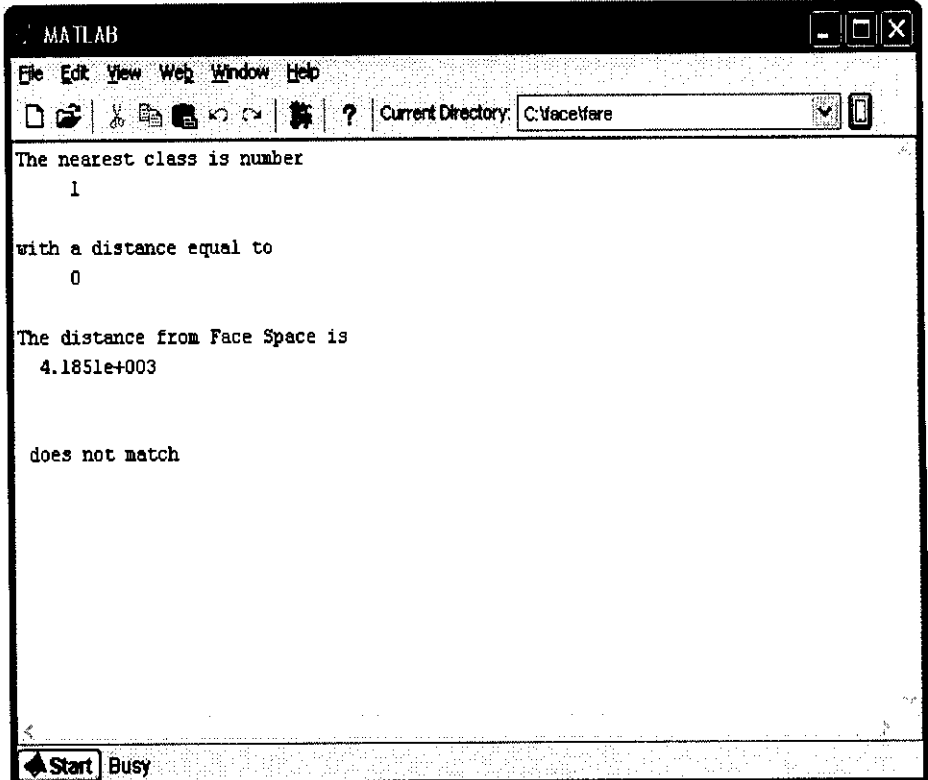 MATLAB
File Edit View Web Window Help
? Current Directory: C:\face\fare
The nearest class is number
1
with a distance equal to
0
The distance from Face Space is
4.1851e+003
does not match
Start Busy